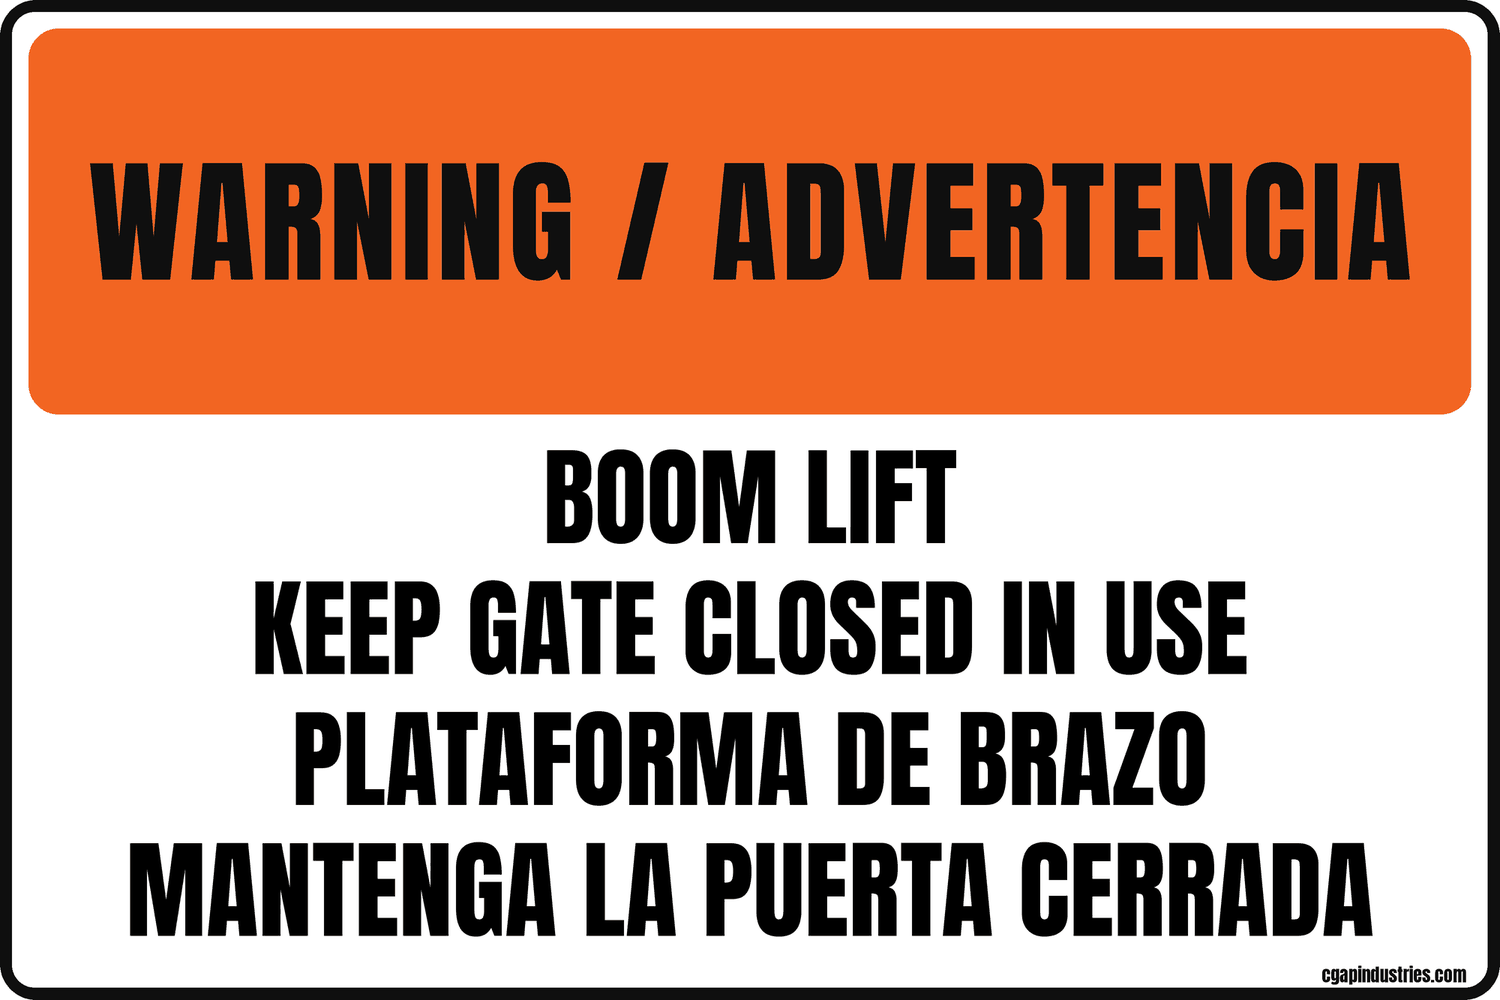 WARNING / ADVERTENCIA
BOOM LIFT
KEEP GATE CLOSED IN USE
PLATAFORMA DE BRAZO
MANTENGA LA PUERTA CERRADA
cgapindustries.com